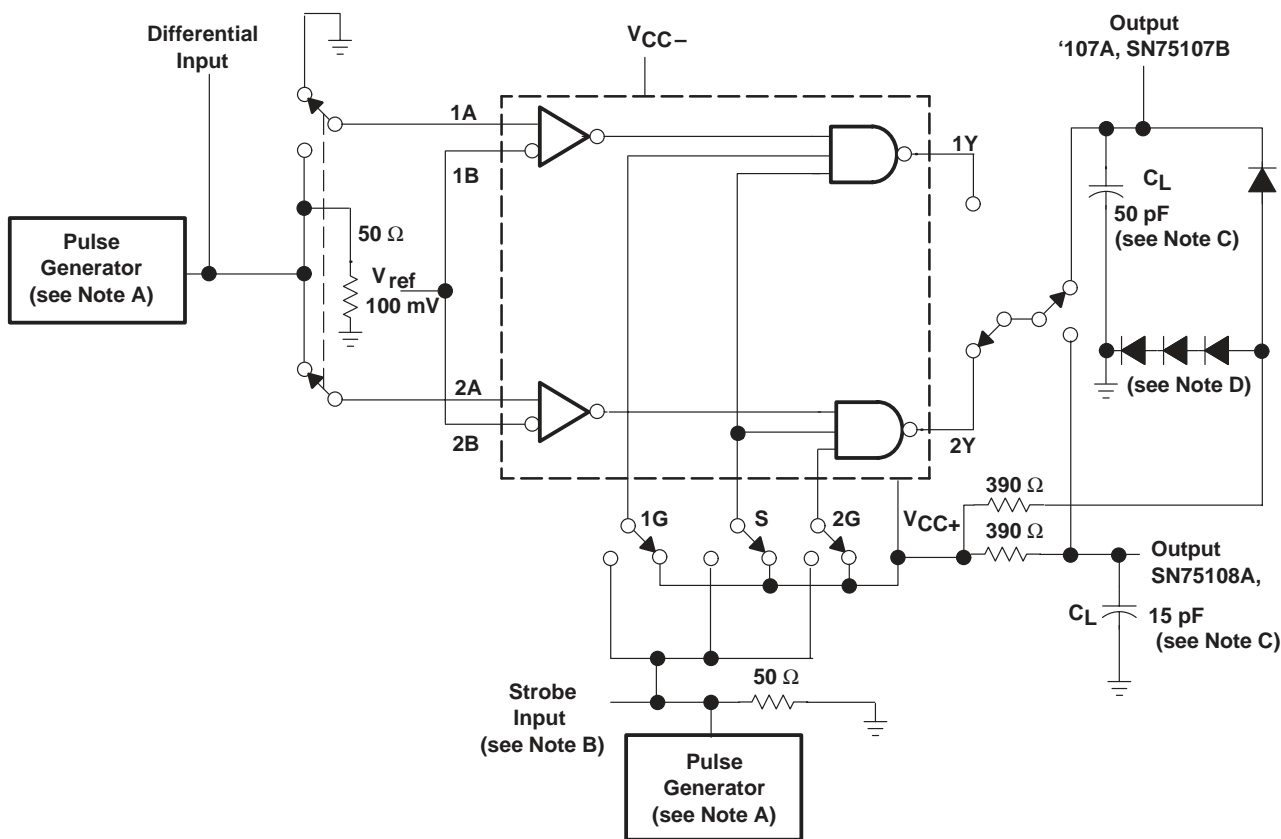 Differential
Input
VCC–
Output
‘107A, SN75107B
1A
1B
1Y
CL
50 pF
(see Note C)
Pulse
Generator
(see Note A)
50 Ω
Vref
100 mV
2A
2B
2Y
(see Note D)
1G
S
2G
VCC+
390 Ω
390 Ω
Output
SN75108A,
CL
15 pF
(see Note C)
Strobe
Input
(see Note B)
50 Ω
Pulse
Generator
(see Note A)